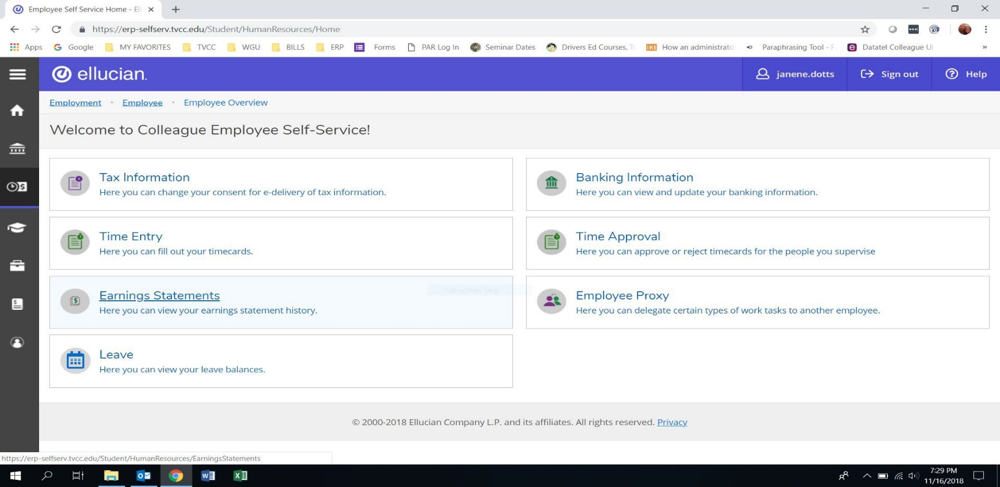 Employee Self Service Home - El
https://erp-selfserv.tvcc.edu/Student/HumanResources/Home
Apps Google MY FAVORITES TVCC WGU BILLS ERP Forms PAR Log In Seminar Dates Drivers Ed Courses, T How an administrato Paraphrasing Tool - F Datatel Colleague UI »
ellucian.
janene.dotts Sign out Help
Employment Employee Employee Overview
Welcome to Colleague Employee Self-Service!
Tax Information
Here you can change your consent for e-delivery of tax information.
Banking Information
Here you can view and update your banking information.
Time Entry
Here you can fill out your timecards.
Time Approval
Here you can approve or reject timecards for the people you supervise
Earnings Statements
Here you can view your earnings statement history.
Full-screen Snip
Employee Proxy
Here you can delegate certain types of work tasks to another employee.
Leave
Here you can view your leave balances.
© 2000-2018 Ellucian Company L.P. and its affiliates. All rights reserved. Privacy
https://erp-selfserv.tvcc.edu/Student/HumanResources/EarningsStatements
7:29 PM
11/16/2018